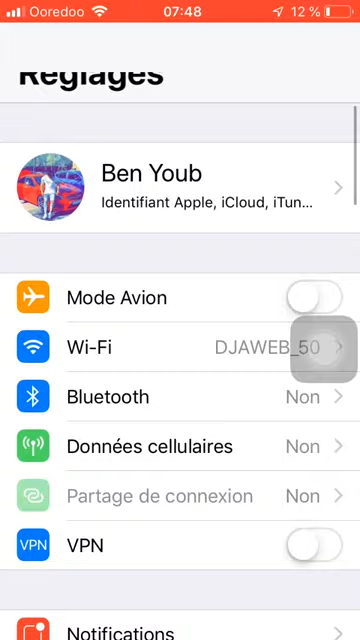 Ooredoo 07:48 12 %
Réglages
Ben Youb
Identifiant Apple, iCloud, iTun...
Mode Avion
Wi-Fi DJAWEB_50
Bluetooth Non
Données cellulaires Non
Partage de connexion Non
VPN VPN
Notifications